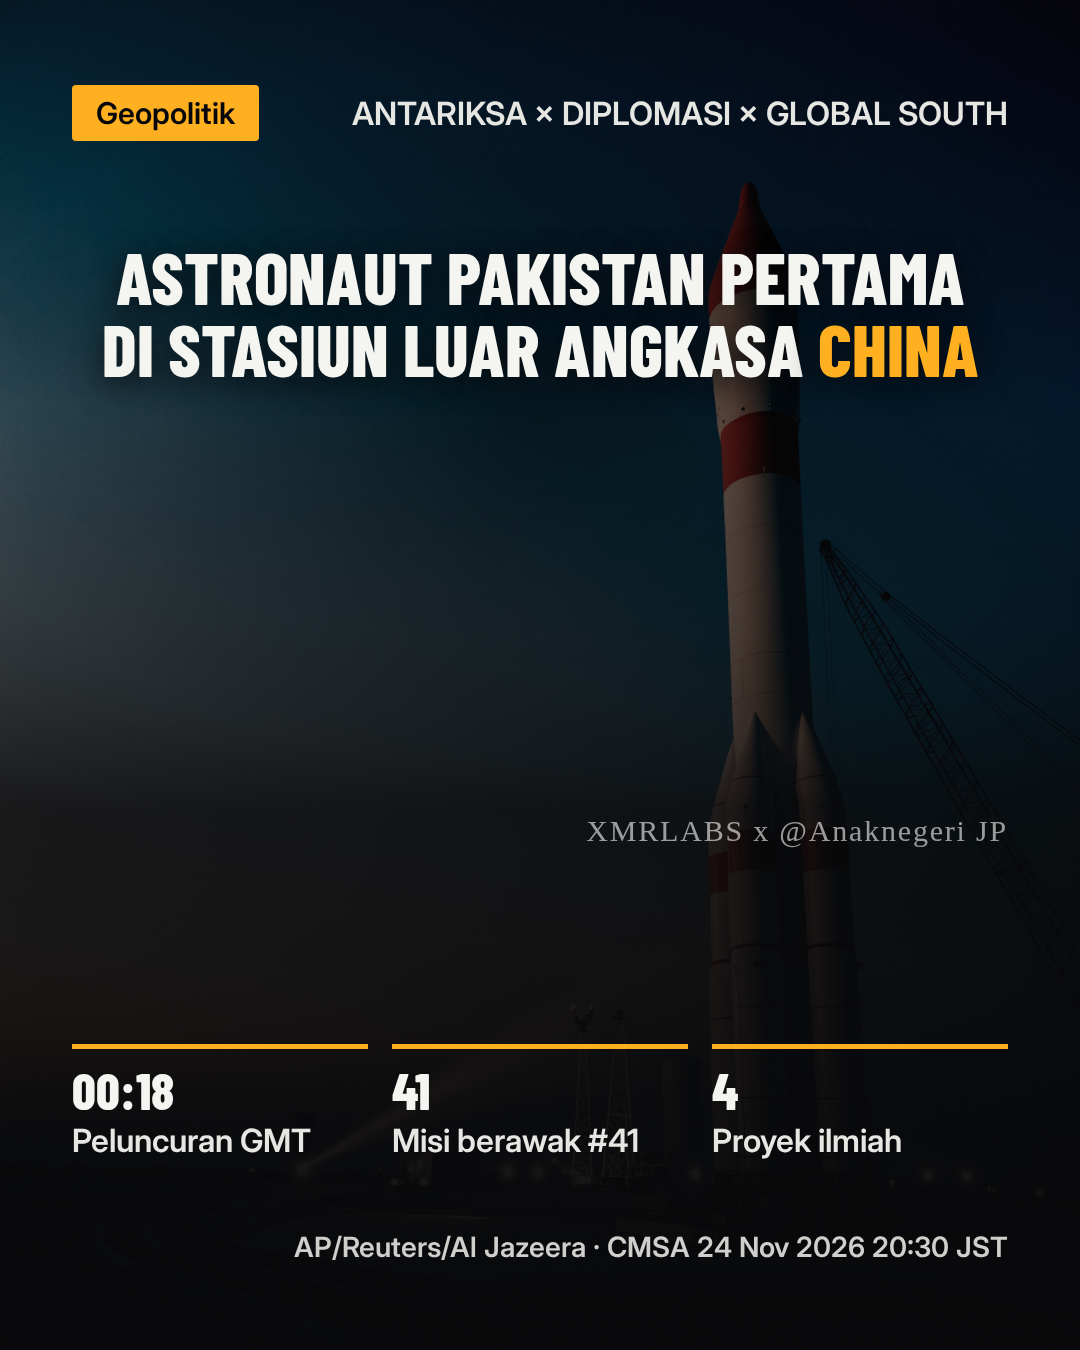 Geopolitik
ANTARIKSA × DIPLOMASI × GLOBAL SOUTH
ASTRONAUT PAKISTAN PERTAMA
DI STASIUN LUAR ANGKASA CHINA
XMRLABS x @Anaknegeri JP
00:18
Peluncuran GMT
41
Misi berawak #41
4
Proyek ilmiah
AP/Reuters/Al Jazeera · CMSA 24 Nov 2026 20:30 JST